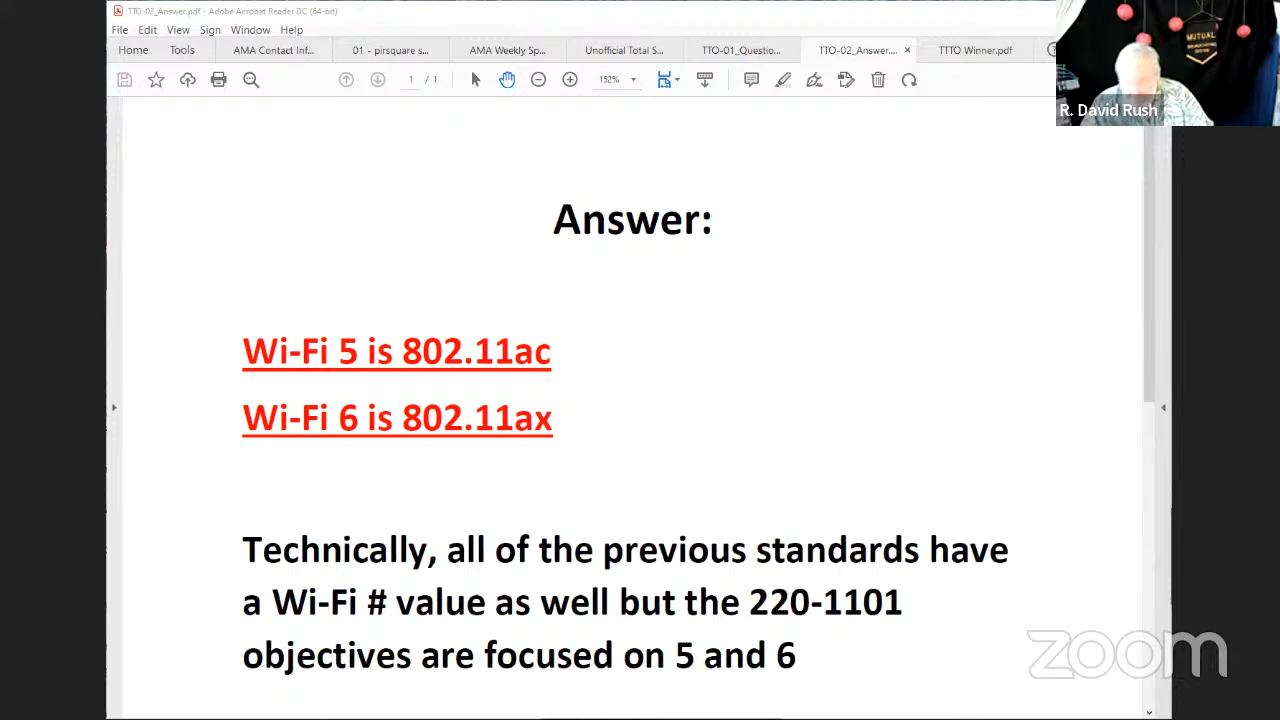 TTO-02_Answer.pdf - Adobe Acrobat Reader DC (64-bit)
File Edit View Sign Window Help
Home Tools AMA Contact Inf... 01 - pirsquare s... AMA Weekly Sp... Unofficial Total S... TTO-01_Questio... TTO-02_Answer.... × TTTO Winner.pdf
1 / 1 152%
MUTUAL
BROADCASTING
SYSTEM
R. David Rush
Answer:
Wi-Fi 5 is 802.11ac
Wi-Fi 6 is 802.11ax
Technically, all of the previous standards have
a Wi-Fi # value as well but the 220-1101
objectives are focused on 5 and 6
zoom